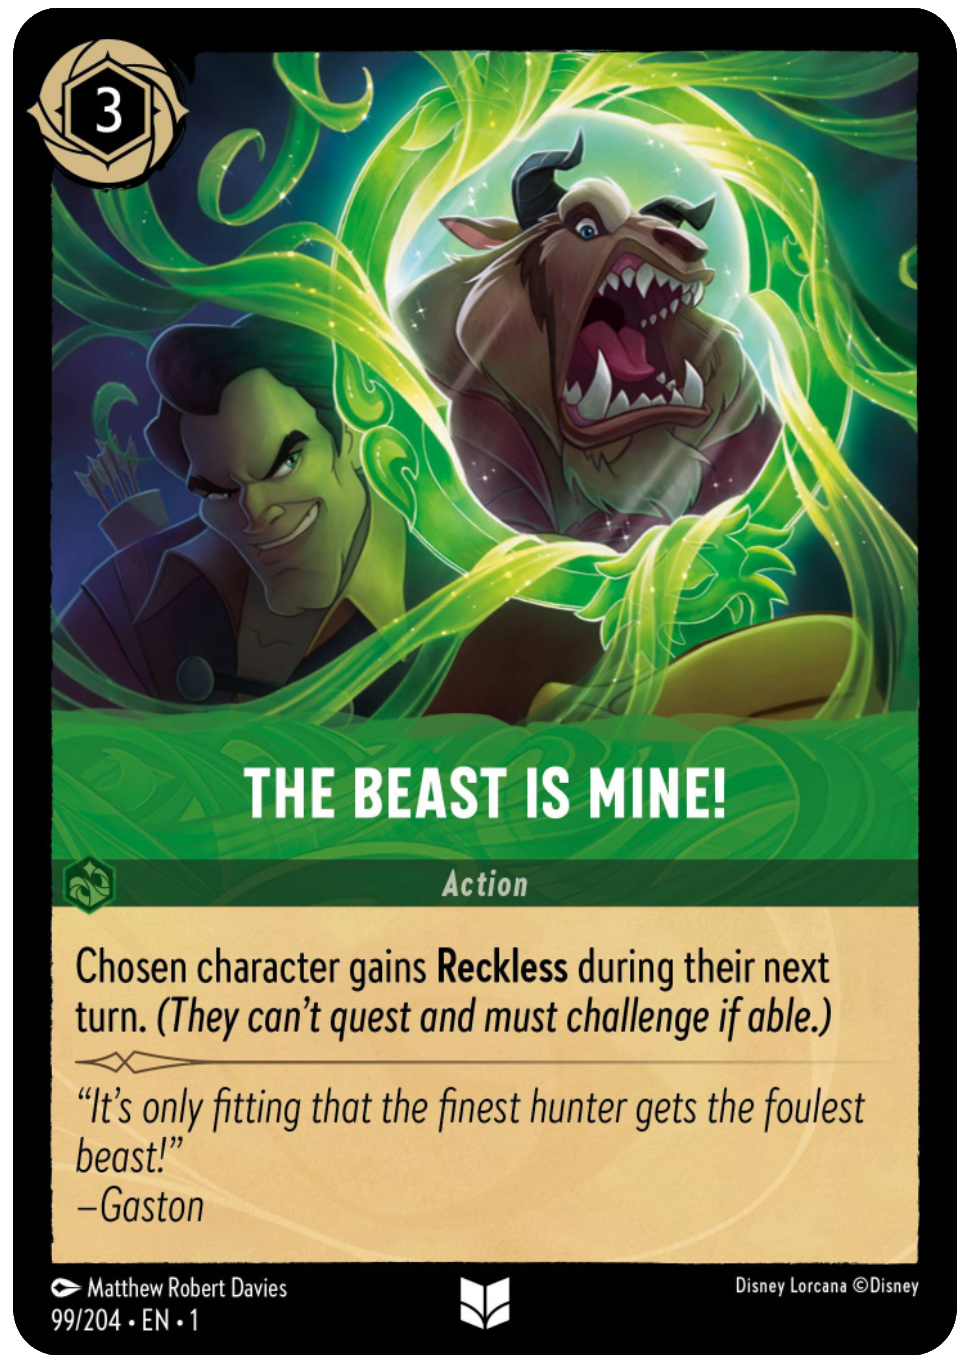 3
THE BEAST IS MINE!
Action
Chosen character gains Reckless during their next
turn. (They can't quest and must challenge if able.)
“It's only fitting that the finest hunter gets the foulest
beast!”
–Gaston
Matthew Robert Davies
Disney Lorcana ©Disney
99/204 • EN • 1